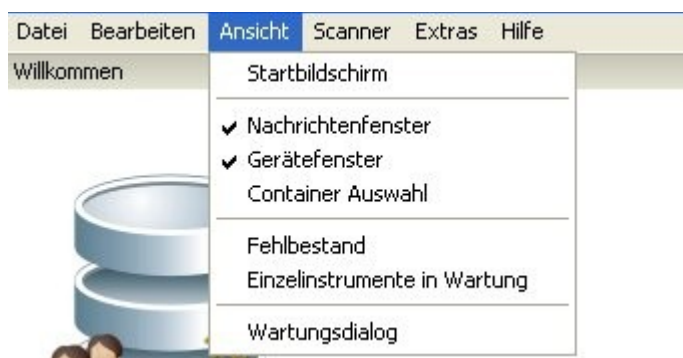 Datei Bearbeiten Ansicht Scanner Extras Hilfe
Willkommen
Startbildschirm
Nachrichtenfenster
Gerätefenster
Container Auswahl
Fehlbestand
Einzelinstrumente in Wartung
Wartungsdialog